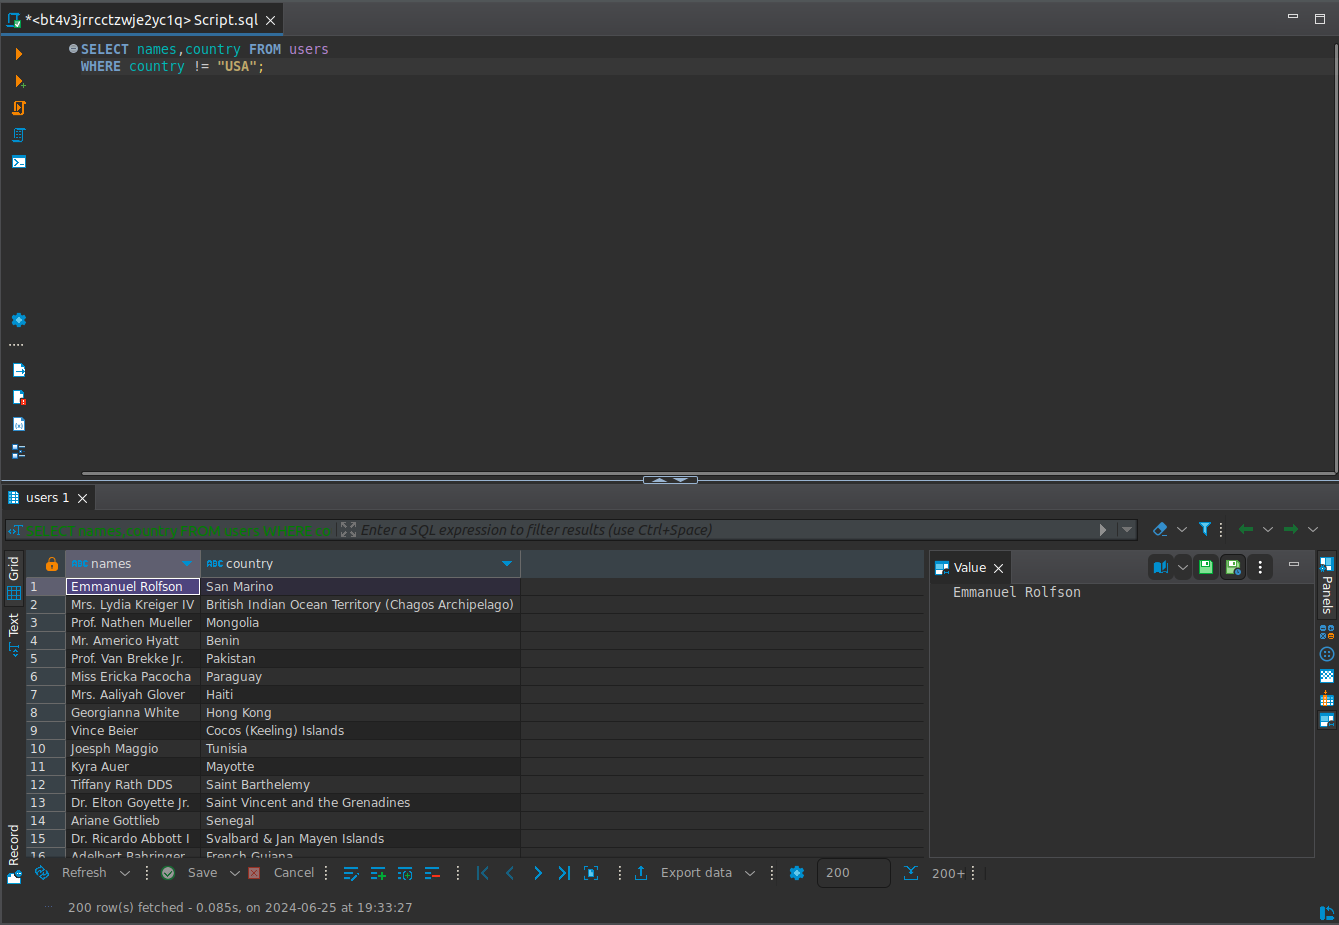 *<bt4v3jrrcctzwje2yc1q> Script.sql
SELECT names,country FROM users
WHERE country != "USA";
users 1
SELECT names,country FROM users WHERE co
Enter a SQL expression to filter results (use Ctrl+Space)
Grid
Text
Record
ABC names ABC country
1 Emmanuel Rolfson San Marino
2 Mrs. Lydia Kreiger IV British Indian Ocean Territory (Chagos Archipelago)
3 Prof. Nathen Mueller Mongolia
4 Mr. Americo Hyatt Benin
5 Prof. Van Brekke Jr. Pakistan
6 Miss Ericka Pacocha Paraguay
7 Mrs. Aaliyah Glover Haiti
8 Georgianna White Hong Kong
9 Vince Beier Cocos (Keeling) Islands
10 Joesph Maggio Tunisia
11 Kyra Auer Mayotte
12 Tiffany Rath DDS Saint Barthelemy
13 Dr. Elton Goyette Jr. Saint Vincent and the Grenadines
14 Ariane Gottlieb Senegal
15 Dr. Ricardo Abbott I Svalbard & Jan Mayen Islands
16 Adelbert Bahringer French Guiana
Value
Emmanuel Rolfson
Panels
Refresh Save Cancel Export data 200 200+
200 row(s) fetched - 0.085s, on 2024-06-25 at 19:33:27